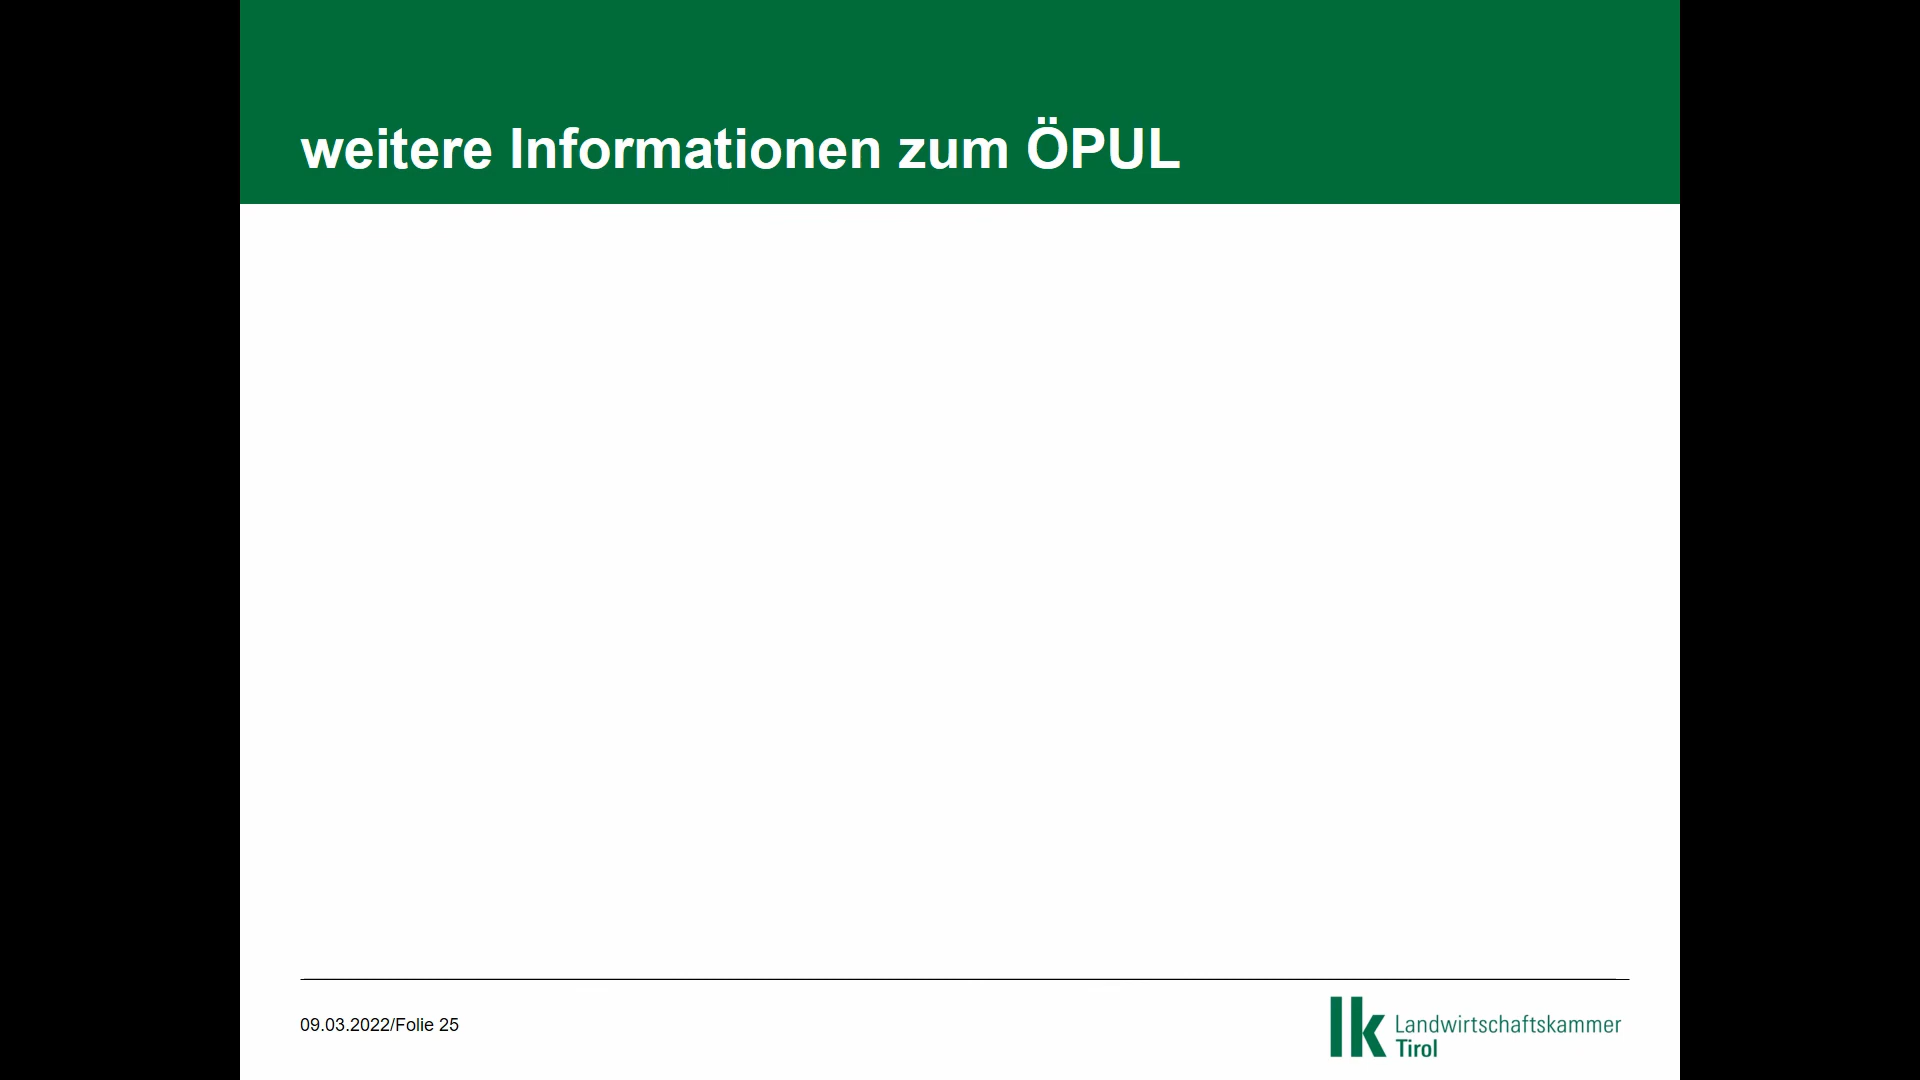 weitere Informationen zum ÖPUL
09.03.2022/Folie 25
lk Landwirtschaftskammer
Tirol